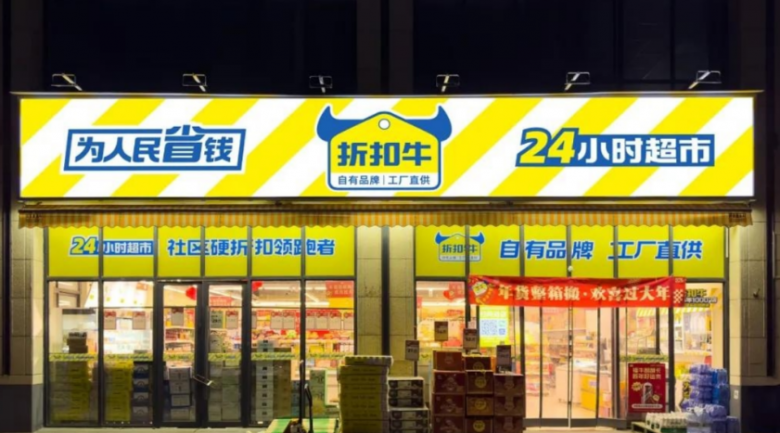 为人民省钱
折扣牛
自有品牌 工厂直供
24小时超市
24小时超市 社区硬折扣领跑者
折扣牛 自有品牌 工厂直供
年货整箱搬·欢喜过大年